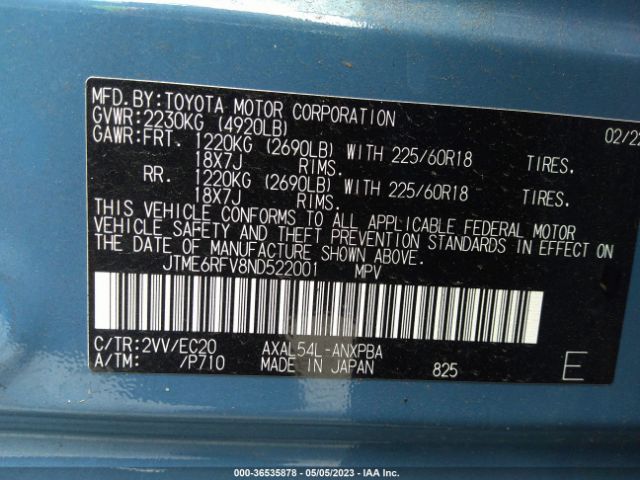 MFD. BY: TOYOTA MOTOR CORPORATION 02/22
GVWR: 2230KG (4920LB)
GAWR: FRT. 1220KG (2690LB) WITH 225/60R18 TIRES.
18X7J RIMS.
RR. 1220KG (2690LB) WITH 225/60R18 TIRES.
18X7J RIMS.
THIS VEHICLE CONFORMS TO ALL APPLICABLE FEDERAL MOTOR
VEHICLE SAFETY AND THEFT PREVENTION STANDARDS IN EFFECT ON
THE DATE OF MANUFACTURE SHOWN ABOVE.
JTME6RFV8ND522001 MPV
C/TR: 2VV/EC20 AXAL54L-ANXPBA
A/TM: /P710 MADE IN JAPAN 825 E
000-36535878 - 05/05/2023 - IAA Inc.